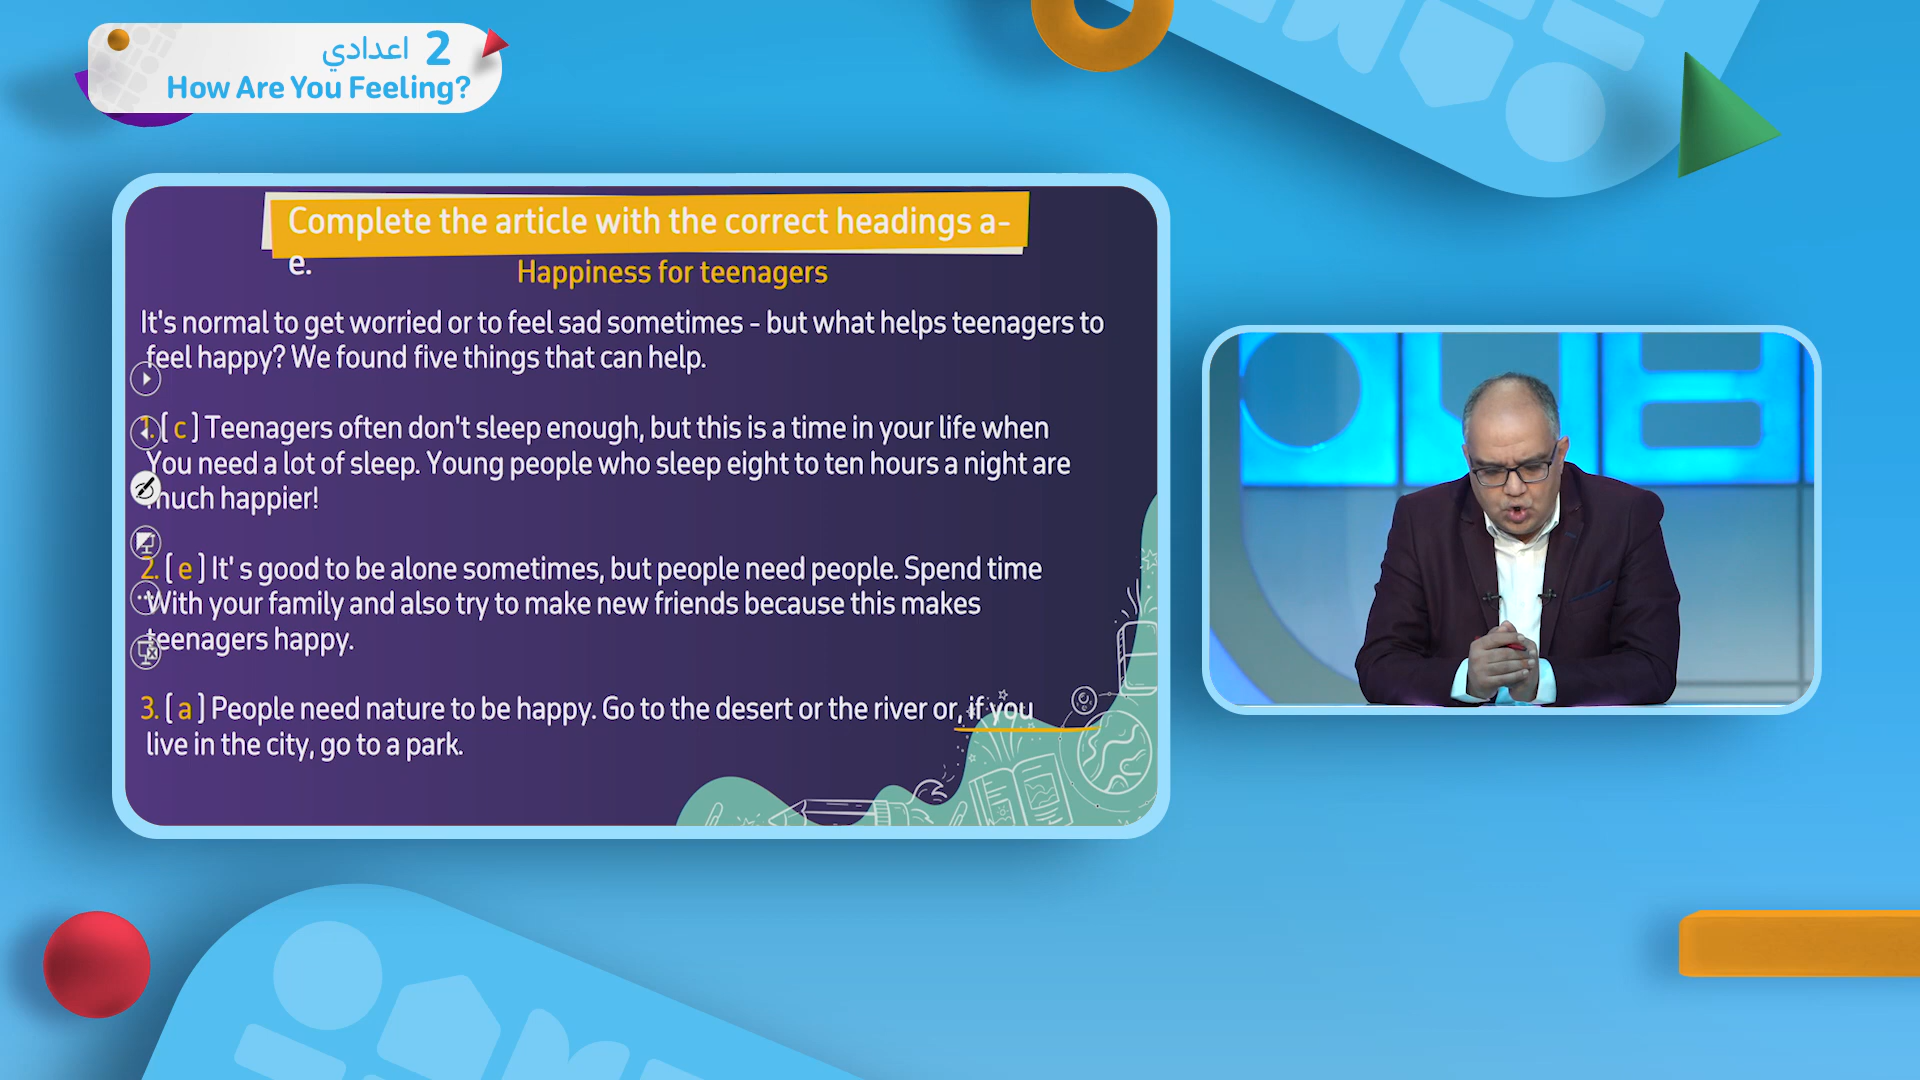 2 اعدادي
How Are You Feeling?
Complete the article with the correct headings a-
e.
Happiness for teenagers
It's normal to get worried or to feel sad sometimes - but what helps teenagers to
feel happy? We found five things that can help.
1. [ c ] Teenagers often don't sleep enough, but this is a time in your life when
You need a lot of sleep. Young people who sleep eight to ten hours a night are
much happier!
2. [ e ] It' s good to be alone sometimes, but people need people. Spend time
With your family and also try to make new friends because this makes
teenagers happy.
3. [ a ] People need nature to be happy. Go to the desert or the river or, if you
live in the city, go to a park.